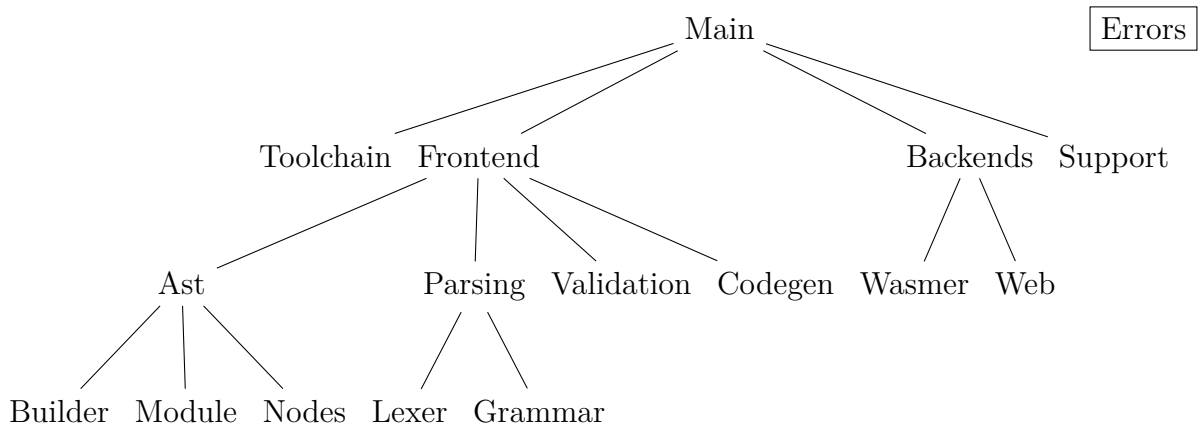 Main Errors
Toolchain Frontend Backends Support
Ast Parsing Validation Codegen Wasmer Web
Builder Module Nodes Lexer Grammar